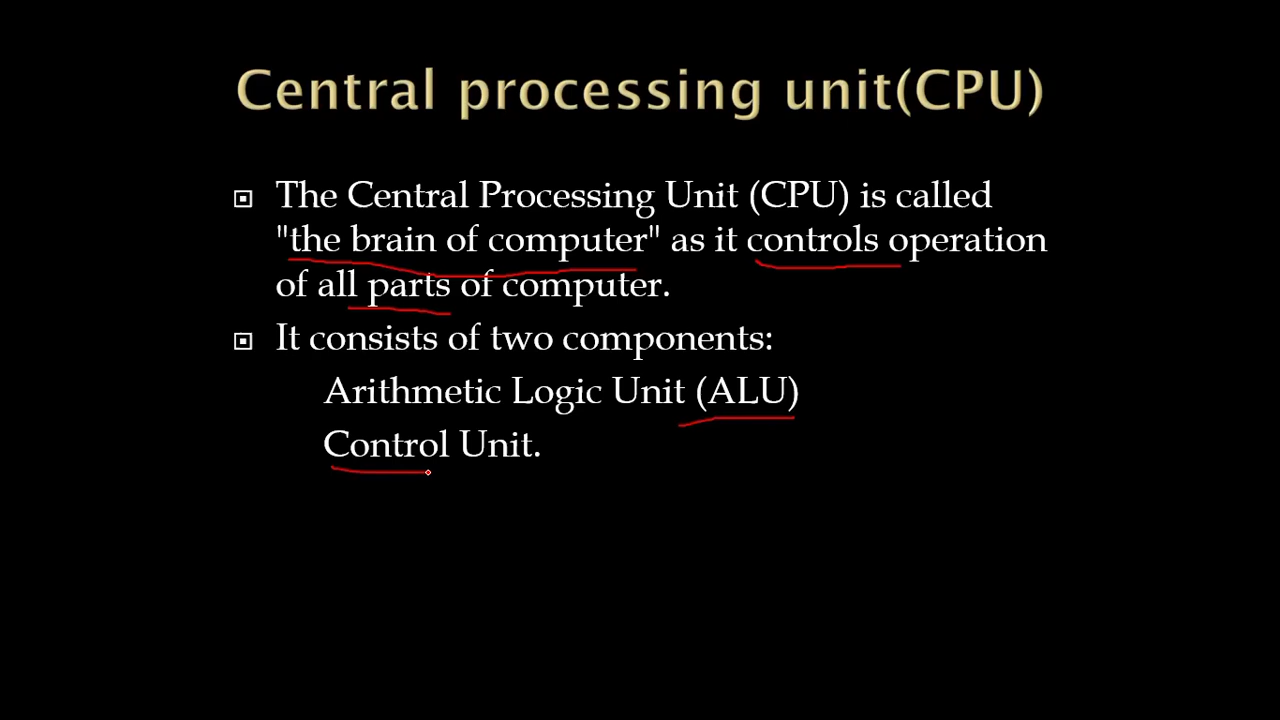 Central processing unit(CPU)
The Central Processing Unit (CPU) is called
"the brain of computer" as it controls operation
of all parts of computer.
It consists of two components:
Arithmetic Logic Unit (ALU)
Control Unit.